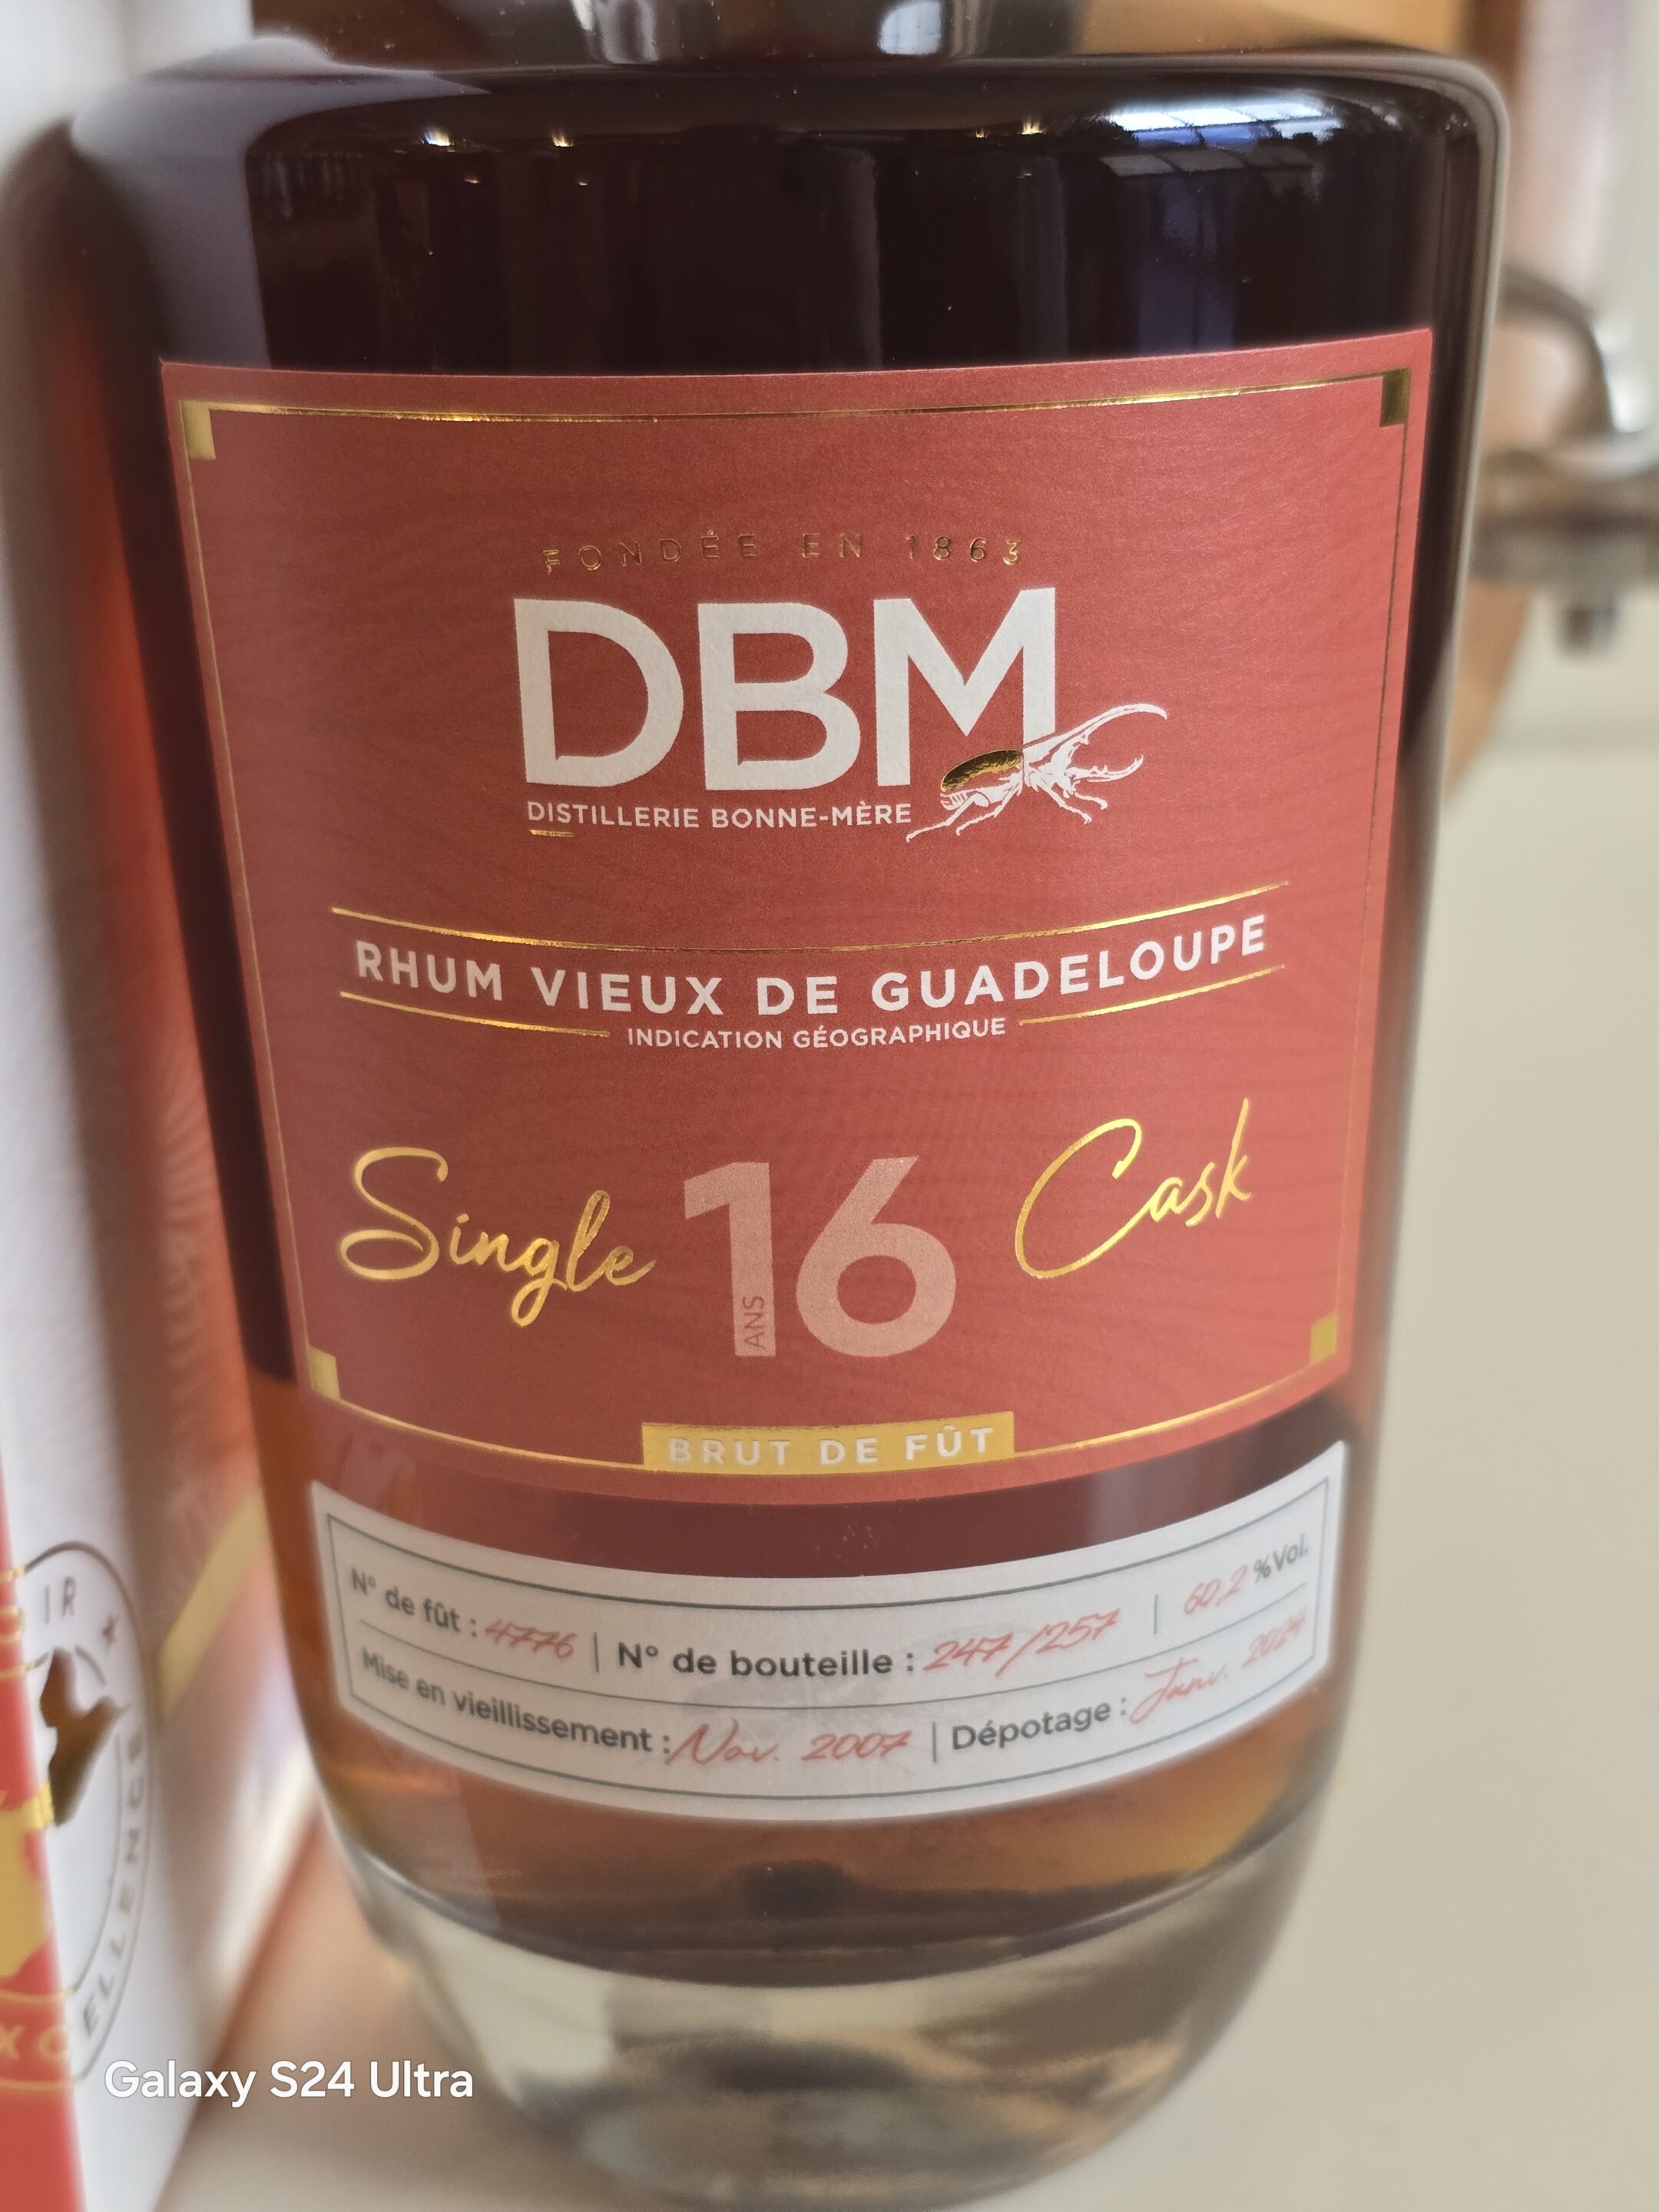 FONDÉE EN 1863
DBM
DISTILLERIE BONNE-MÈRE
RHUM VIEUX DE GUADELOUPE
INDICATION GÉOGRAPHIQUE
Single 16 ANS Cask
BRUT DE FÛT
N° de fût : 4776 | N° de bouteille : 247/257 | 60,2 %Vol.
Mise en vieillissement : Nov. 2007 | Dépotage : Janv. 2024
Galaxy S24 Ultra